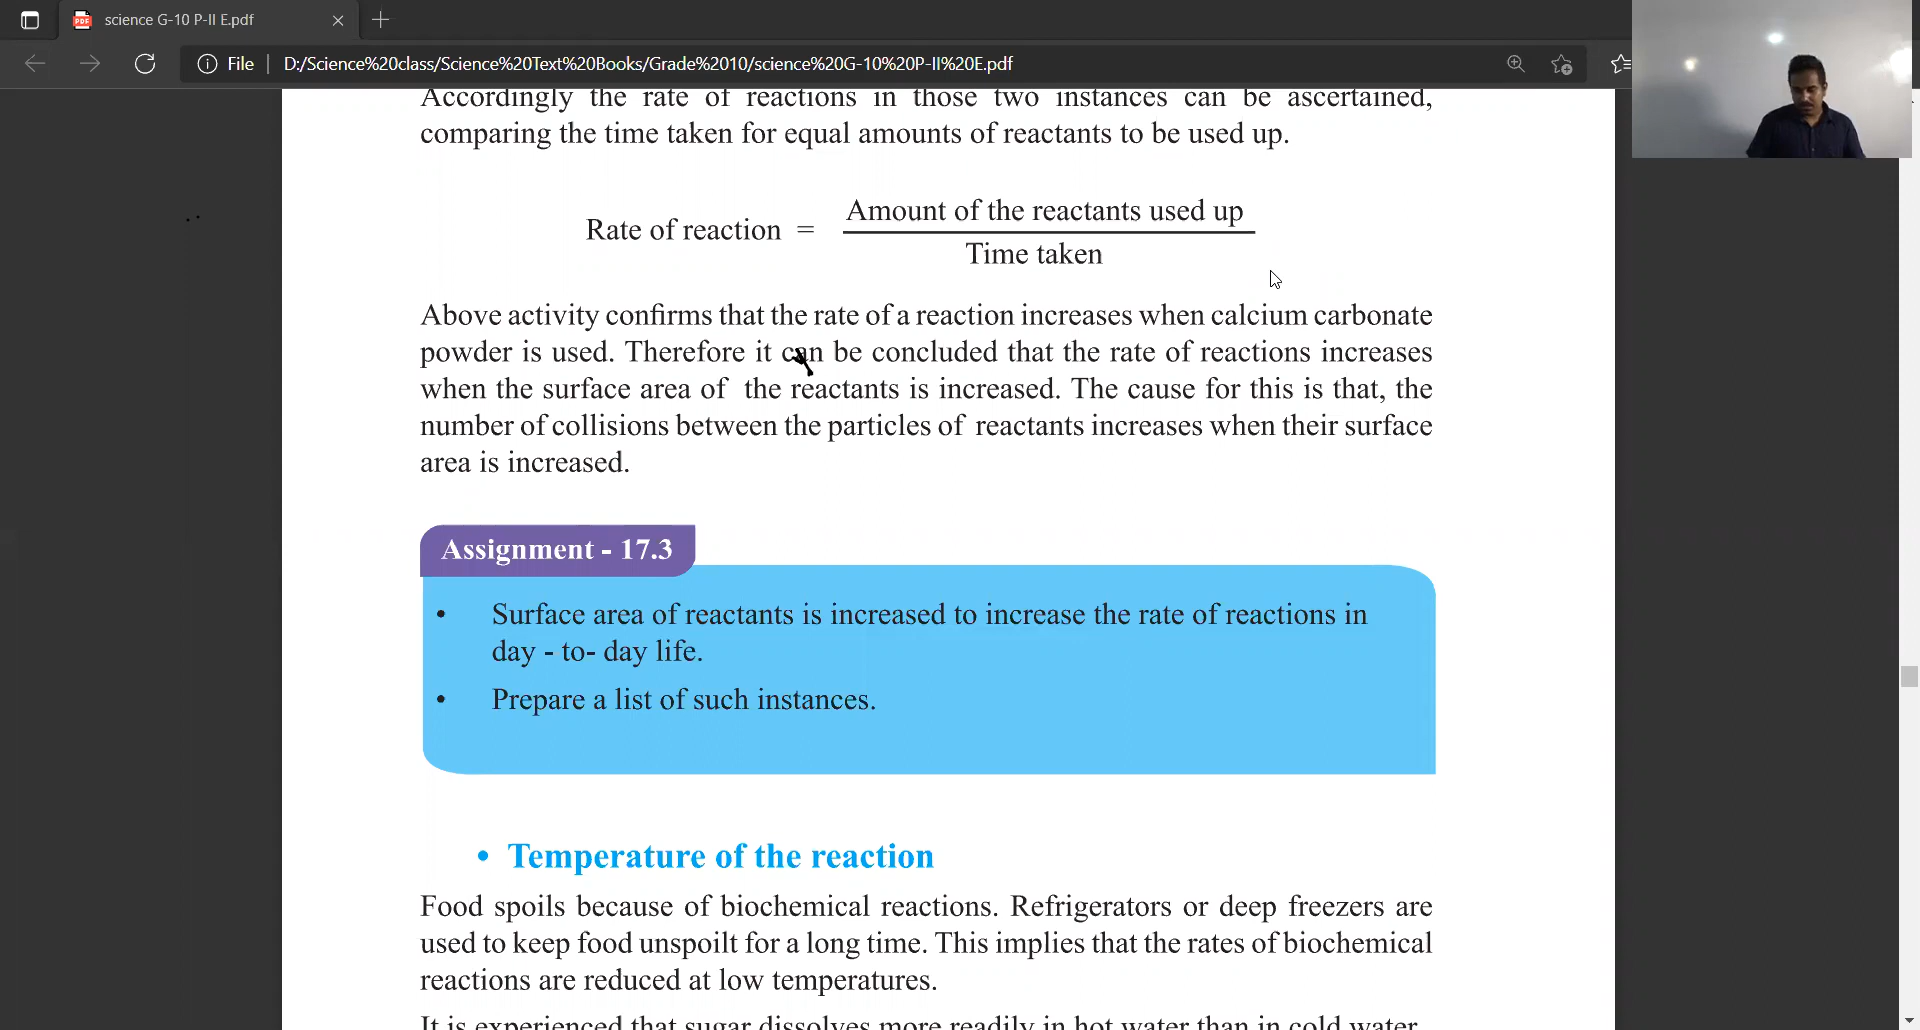 science G-10 P-II E.pdf
File
D:/Science%20class/Science%20Text%20Books/Grade%2010/science%20G-10%20P-II%20E.pdf
Accordingly the rate of reactions in those two instances can be ascertained,
comparing the time taken for equal amounts of reactants to be used up.
Rate of reaction =
Amount of the reactants used up
Time taken
Above activity confirms that the rate of a reaction increases when calcium carbonate
powder is used. Therefore it can be concluded that the rate of reactions increases
when the surface area of the reactants is increased. The cause for this is that, the
number of collisions between the particles of reactants increases when their surface
area is increased.
Assignment - 17.3
• Surface area of reactants is increased to increase the rate of reactions in
day - to- day life.
• Prepare a list of such instances.
• Temperature of the reaction
Food spoils because of biochemical reactions. Refrigerators or deep freezers are
used to keep food unspoilt for a long time. This implies that the rates of biochemical
reactions are reduced at low temperatures.
It is experienced that sugar dissolves more readily in hot water than in cold water.